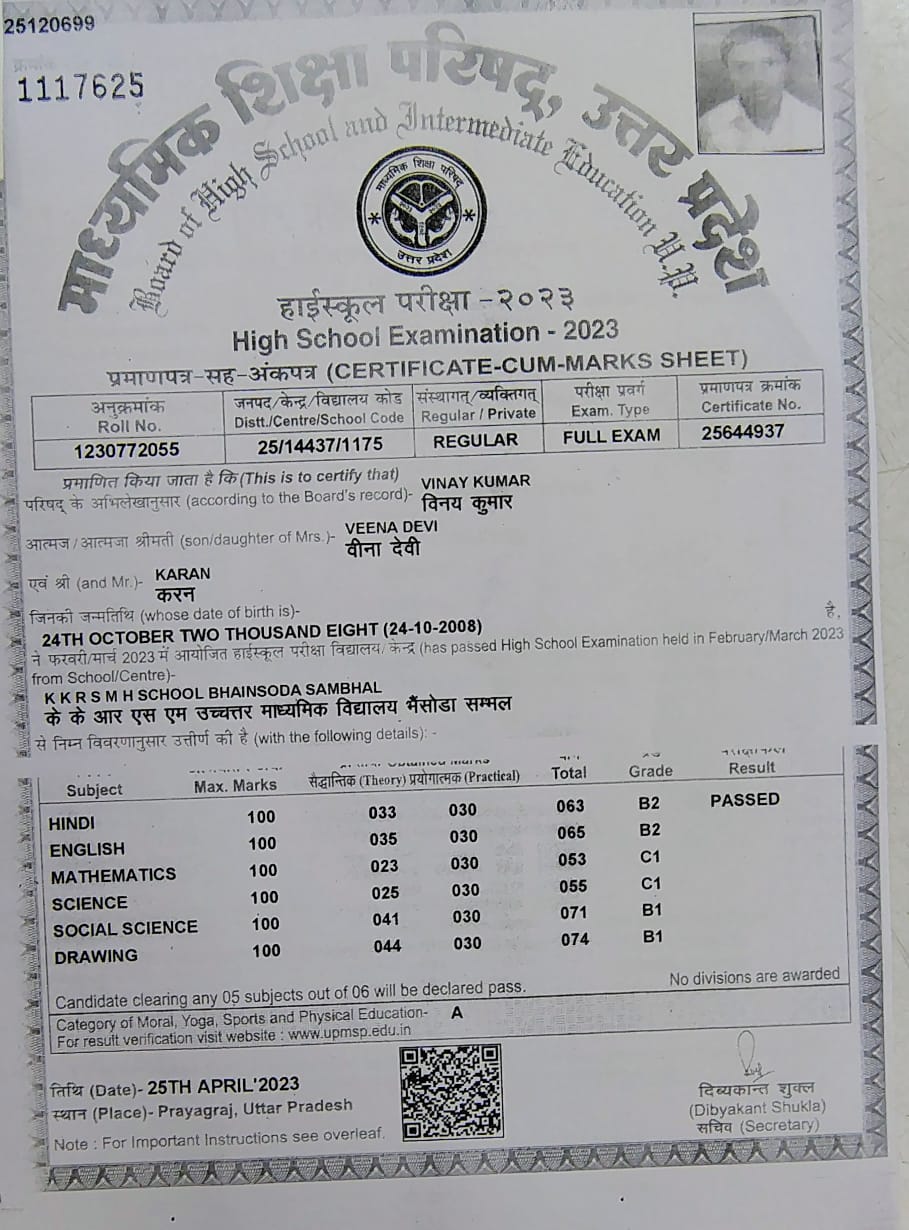 25120699
क्रमांक
1117625
माध्यमिक शिक्षा परिषद्, उत्तर प्रदेश
Board of High School and Intermediate Education U.P.
माध्यमिक शिक्षा परिषद्
उत्तर प्रदेश
हाईस्कूल परीक्षा -२०२३
High School Examination - 2023
प्रमाणपत्र-सह-अंकपत्र (CERTIFICATE-CUM-MARKS SHEET)
अनुक्रमांक जनपद/केन्द्र/विद्यालय कोड संस्थागत्/व्यक्तिगत् परीक्षा प्रवर्ग प्रमाणपत्र क्रमांक
Roll No. Distt./Centre/School Code Regular / Private Exam. Type Certificate No.
1230772055 25/14437/1175 REGULAR FULL EXAM 25644937
प्रमाणित किया जाता है कि(This is to certify that) VINAY KUMAR
परिषद् के अभिलेखानुसार (according to the Board's record)- विनय कुमार
VEENA DEVI
आत्मज/आत्मजा श्रीमती (son/daughter of Mrs.)- वीना देवी
एवं श्री (and Mr.)- KARAN
करन
जिनकी जन्मतिथि (whose date of birth is)-
24TH OCTOBER TWO THOUSAND EIGHT (24-10-2008) है,
ने फरवरी/मार्च 2023 में आयोजित हाईस्कूल परीक्षा विद्यालय/केन्द्र (has passed High School Examination held in February/March 2023
from School/Centre)-
K K R S M H SCHOOL BHAINSODA SAMBHAL
के के आर एस एम उच्चत्तर माध्यमिक विद्यालय भैंसोडा सम्मल
से निम्न विवरणानुसार उत्तीर्ण की है (with the following details): -
Subject Max. Marks सैद्धान्तिक (Theory) प्रयोगात्मक (Practical) Total Grade Result
HINDI 100 033 030 063 B2 PASSED
ENGLISH 100 035 030 065 B2
MATHEMATICS 100 023 030 053 C1
SCIENCE 100 025 030 055 C1
SOCIAL SCIENCE 100 041 030 071 B1
DRAWING 100 044 030 074 B1
Candidate clearing any 05 subjects out of 06 will be declared pass. No divisions are awarded
Category of Moral, Yoga, Sports and Physical Education- A
For result verification visit website : www.upmsp.edu.in
तिथि (Date)- 25TH APRIL'2023
स्थान (Place)- Prayagraj, Uttar Pradesh
Note : For Important Instructions see overleaf.
दिब्यकान्त शुक्ल
(Dibyakant Shukla)
सचिव (Secretary)